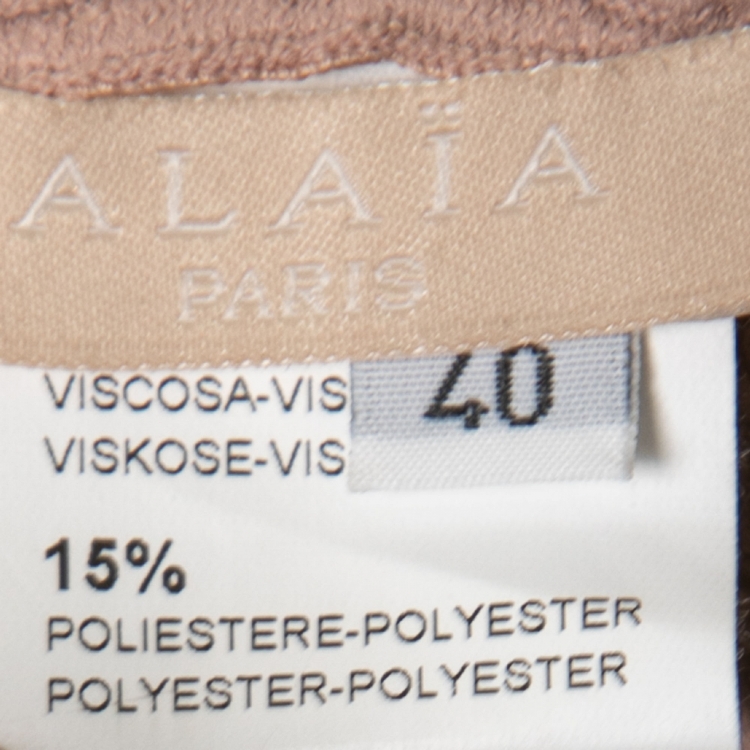 ALAÏA
PARIS
40
VISCOSA-VIS
VISKOSE-VIS
15%
POLIESTERE-POLYESTER
POLYESTER-POLYESTER